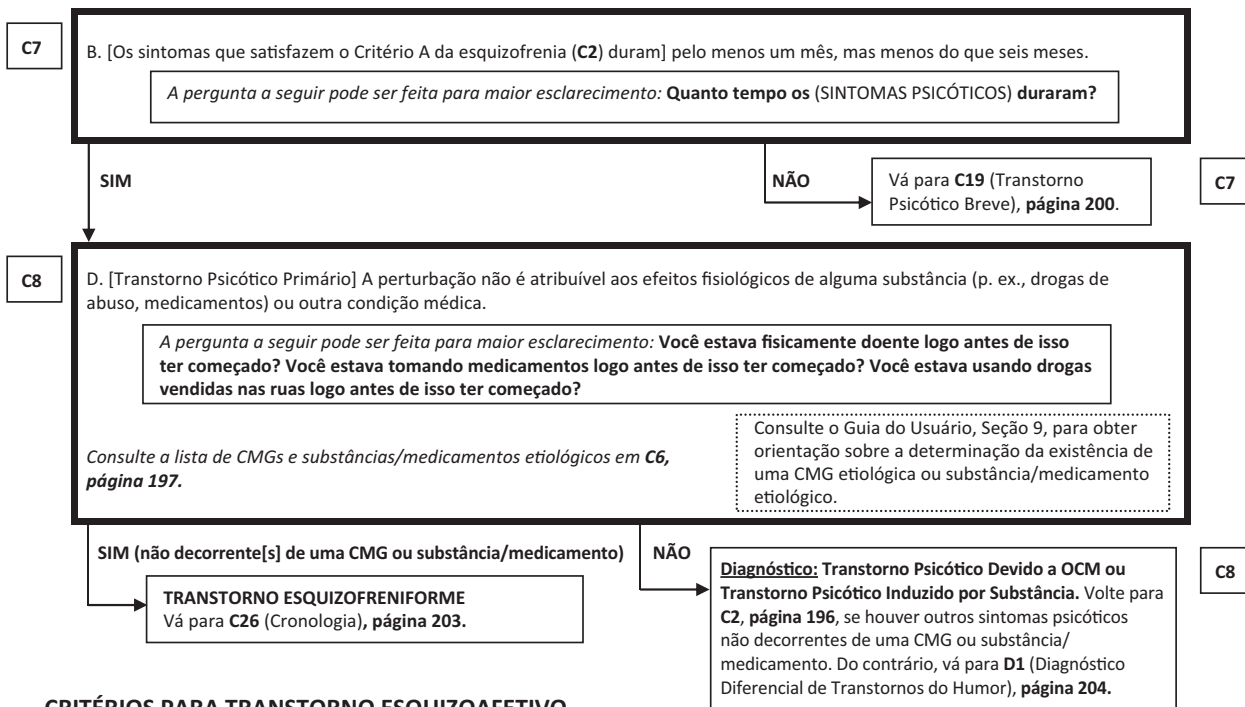 C7
B. [Os sintomas que satisfazem o Critério A da esquizofrenia (C2) duram] pelo menos um mês, mas menos do que seis meses.
A pergunta a seguir pode ser feita para maior esclarecimento: Quanto tempo os (SINTOMAS PSICÓTICOS) duraram?
SIM
NÃO
Vá para C19 (Transtorno
Psicótico Breve), página 200.
C7
C8
D. [Transtorno Psicótico Primário] A perturbação não é atribuível aos efeitos fisiológicos de alguma substância (p. ex., drogas de
abuso, medicamentos) ou outra condição médica.
A pergunta a seguir pode ser feita para maior esclarecimento: Você estava fisicamente doente logo antes de isso
ter começado? Você estava tomando medicamentos logo antes de isso ter começado? Você estava usando drogas
vendidas nas ruas logo antes de isso ter começado?
Consulte a lista de CMGs e substâncias/medicamentos etiológicos em C6,
página 197.
Consulte o Guia do Usuário, Seção 9, para obter
orientação sobre a determinação da existência de
uma CMG etiológica ou substância/medicamento
etiológico.
SIM (não decorrente[s] de uma CMG ou substância/medicamento)
NÃO
TRANSTORNO ESQUIZOFRENIFORME
Vá para C26 (Cronologia), página 203.
Diagnóstico: Transtorno Psicótico Devido a OCM ou
Transtorno Psicótico Induzido por Substância. Volte para
C2, página 196, se houver outros sintomas psicóticos
não decorrentes de uma CMG ou substância/
medicamento. Do contrário, vá para D1 (Diagnóstico
Diferencial de Transtornos do Humor), página 204.
C8
CRITÉRIOS PARA TRANSTORNO ESQUIZOAFETIVO